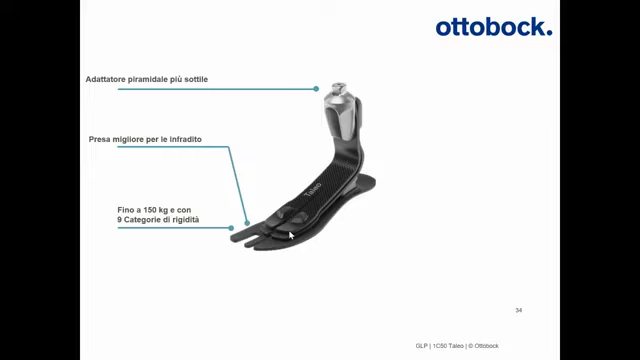 ottobock.
Adattatore piramidale più sottile
Presa migliore per le infradito
Taleo
Fino a 150 kg e con
9 Categorie di rigidità
34
GLP | 1C50 Taleo | © Ottobock